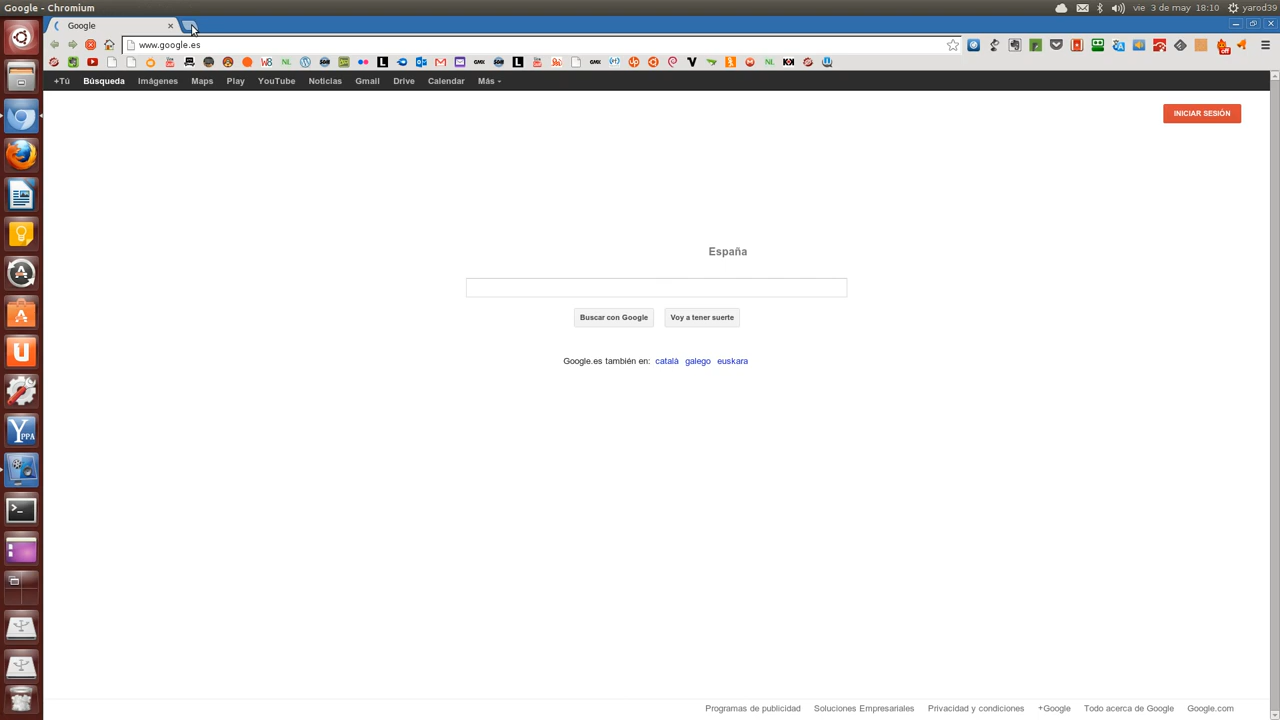 Google - Chromium
vie 3 de may 18:10
yarod39
Google
www.google.es
+Tú Búsqueda Imágenes Maps Play YouTube Noticias Gmail Drive Calendar Más
INICIAR SESIÓN
España
Buscar con Google Voy a tener suerte
Google.es también en: català galego euskara
Programas de publicidad Soluciones Empresariales Privacidad y condiciones +Google Todo acerca de Google Google.com